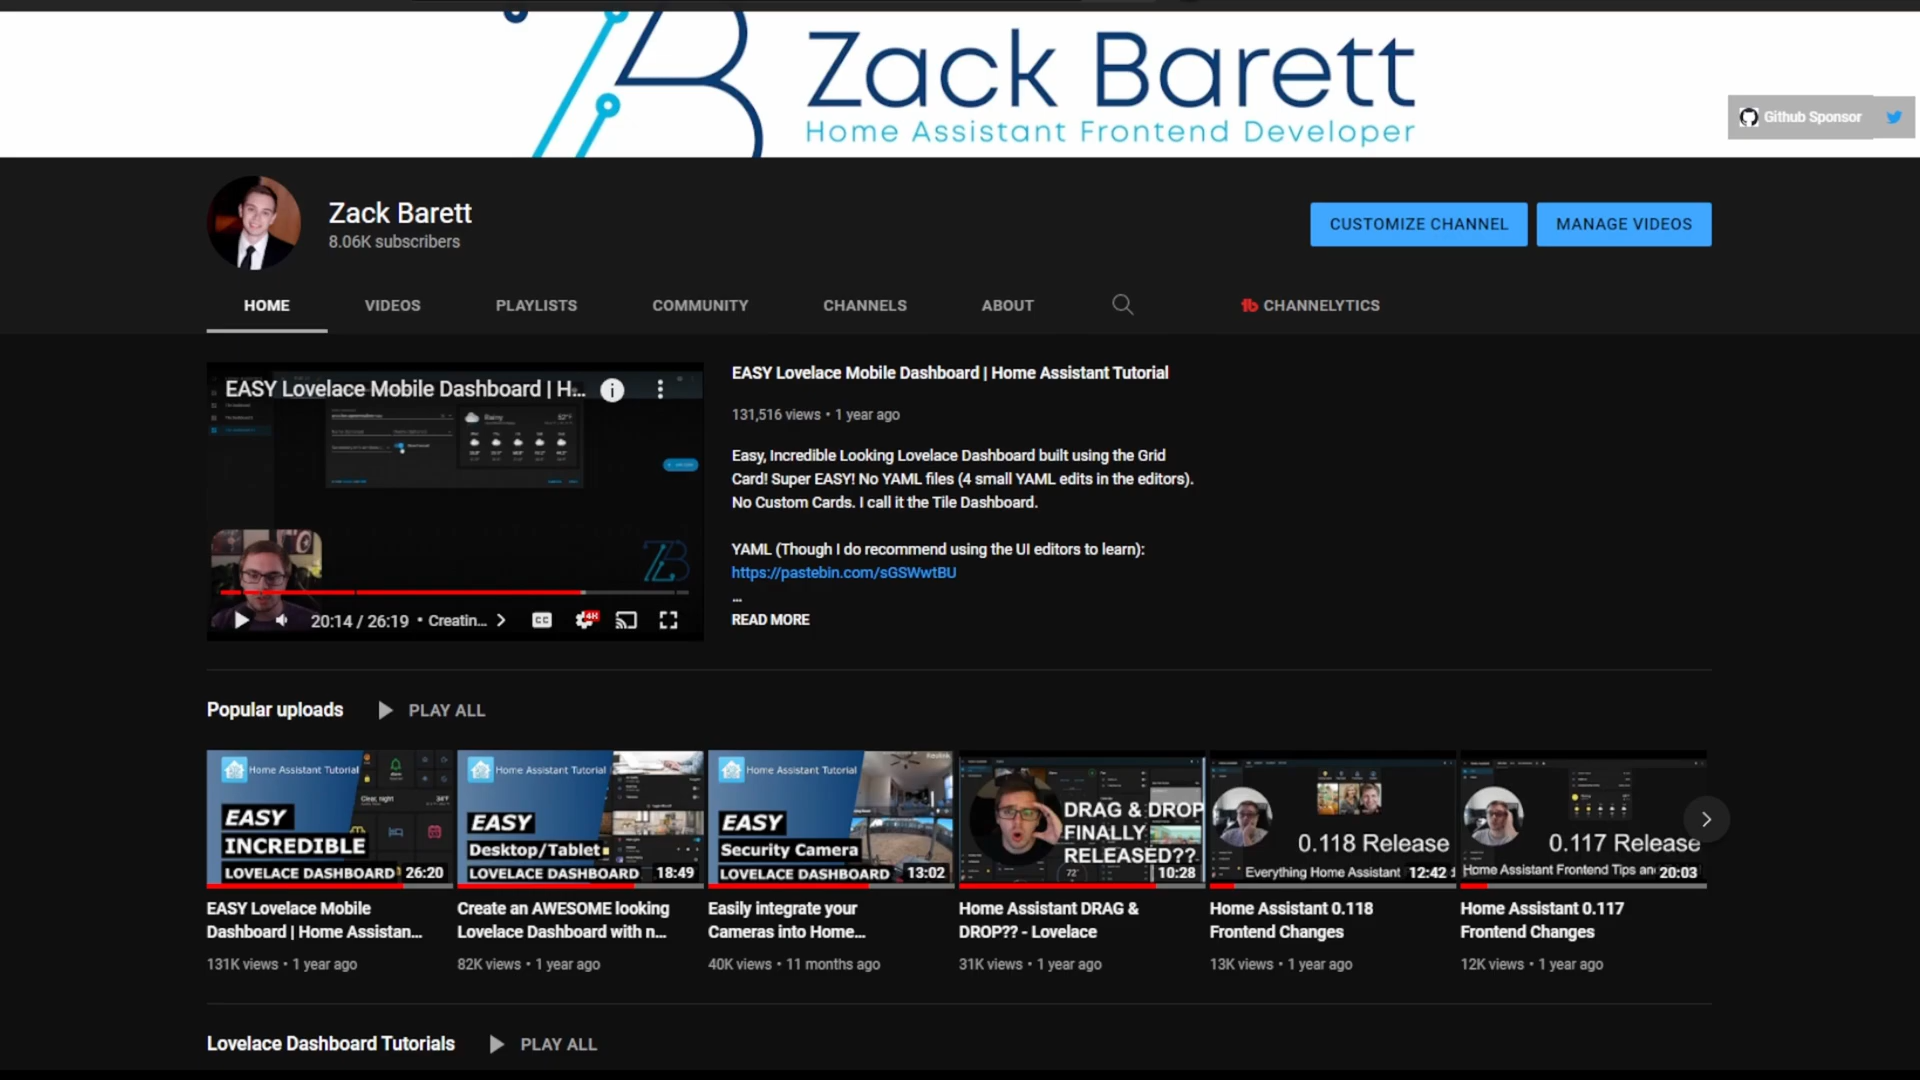 Zack Barett
Home Assistant Frontend Developer
Github Sponsor
Zack Barett
8.06K subscribers
CUSTOMIZE CHANNEL
MANAGE VIDEOS
HOME
VIDEOS
PLAYLISTS
COMMUNITY
CHANNELS
ABOUT
CHANNELYTICS
EASY Lovelace Mobile Dashboard | H...
Rainy
20:14 / 26:19 • Creatin...
CC
4K
EASY Lovelace Mobile Dashboard | Home Assistant Tutorial
131,516 views • 1 year ago
Easy, Incredible Looking Lovelace Dashboard built using the Grid
Card! Super EASY! No YAML files (4 small YAML edits in the editors).
No Custom Cards. I call it the Tile Dashboard.
YAML (Though I do recommend using the UI editors to learn):
https://pastebin.com/sGSWwtBU
...
READ MORE
Popular uploads
PLAY ALL
Home Assistant Tutorial
Clear, night
EASY
INCREDIBLE
LOVELACE DASHBOARD
26:20
Home Assistant Tutorial
EASY
Desktop/Tablet
LOVELACE DASHBOARD
18:49
Home Assistant Tutorial
EASY
Security Camera
LOVELACE DASHBOARD
13:02
DRAG & DROP
FINALLY
RELEASED??
10:28
0.118 Release
Everything Home Assistant
12:42
0.117 Release
Home Assistant Frontend Tips an
20:03
EASY Lovelace Mobile
Dashboard | Home Assistan...
131K views • 1 year ago
Create an AWESOME looking
Lovelace Dashboard with n...
82K views • 1 year ago
Easily integrate your
Cameras into Home...
40K views • 11 months ago
Home Assistant DRAG &
DROP?? - Lovelace
31K views • 1 year ago
Home Assistant 0.118
Frontend Changes
13K views • 1 year ago
Home Assistant 0.117
Frontend Changes
12K views • 1 year ago
Lovelace Dashboard Tutorials
PLAY ALL